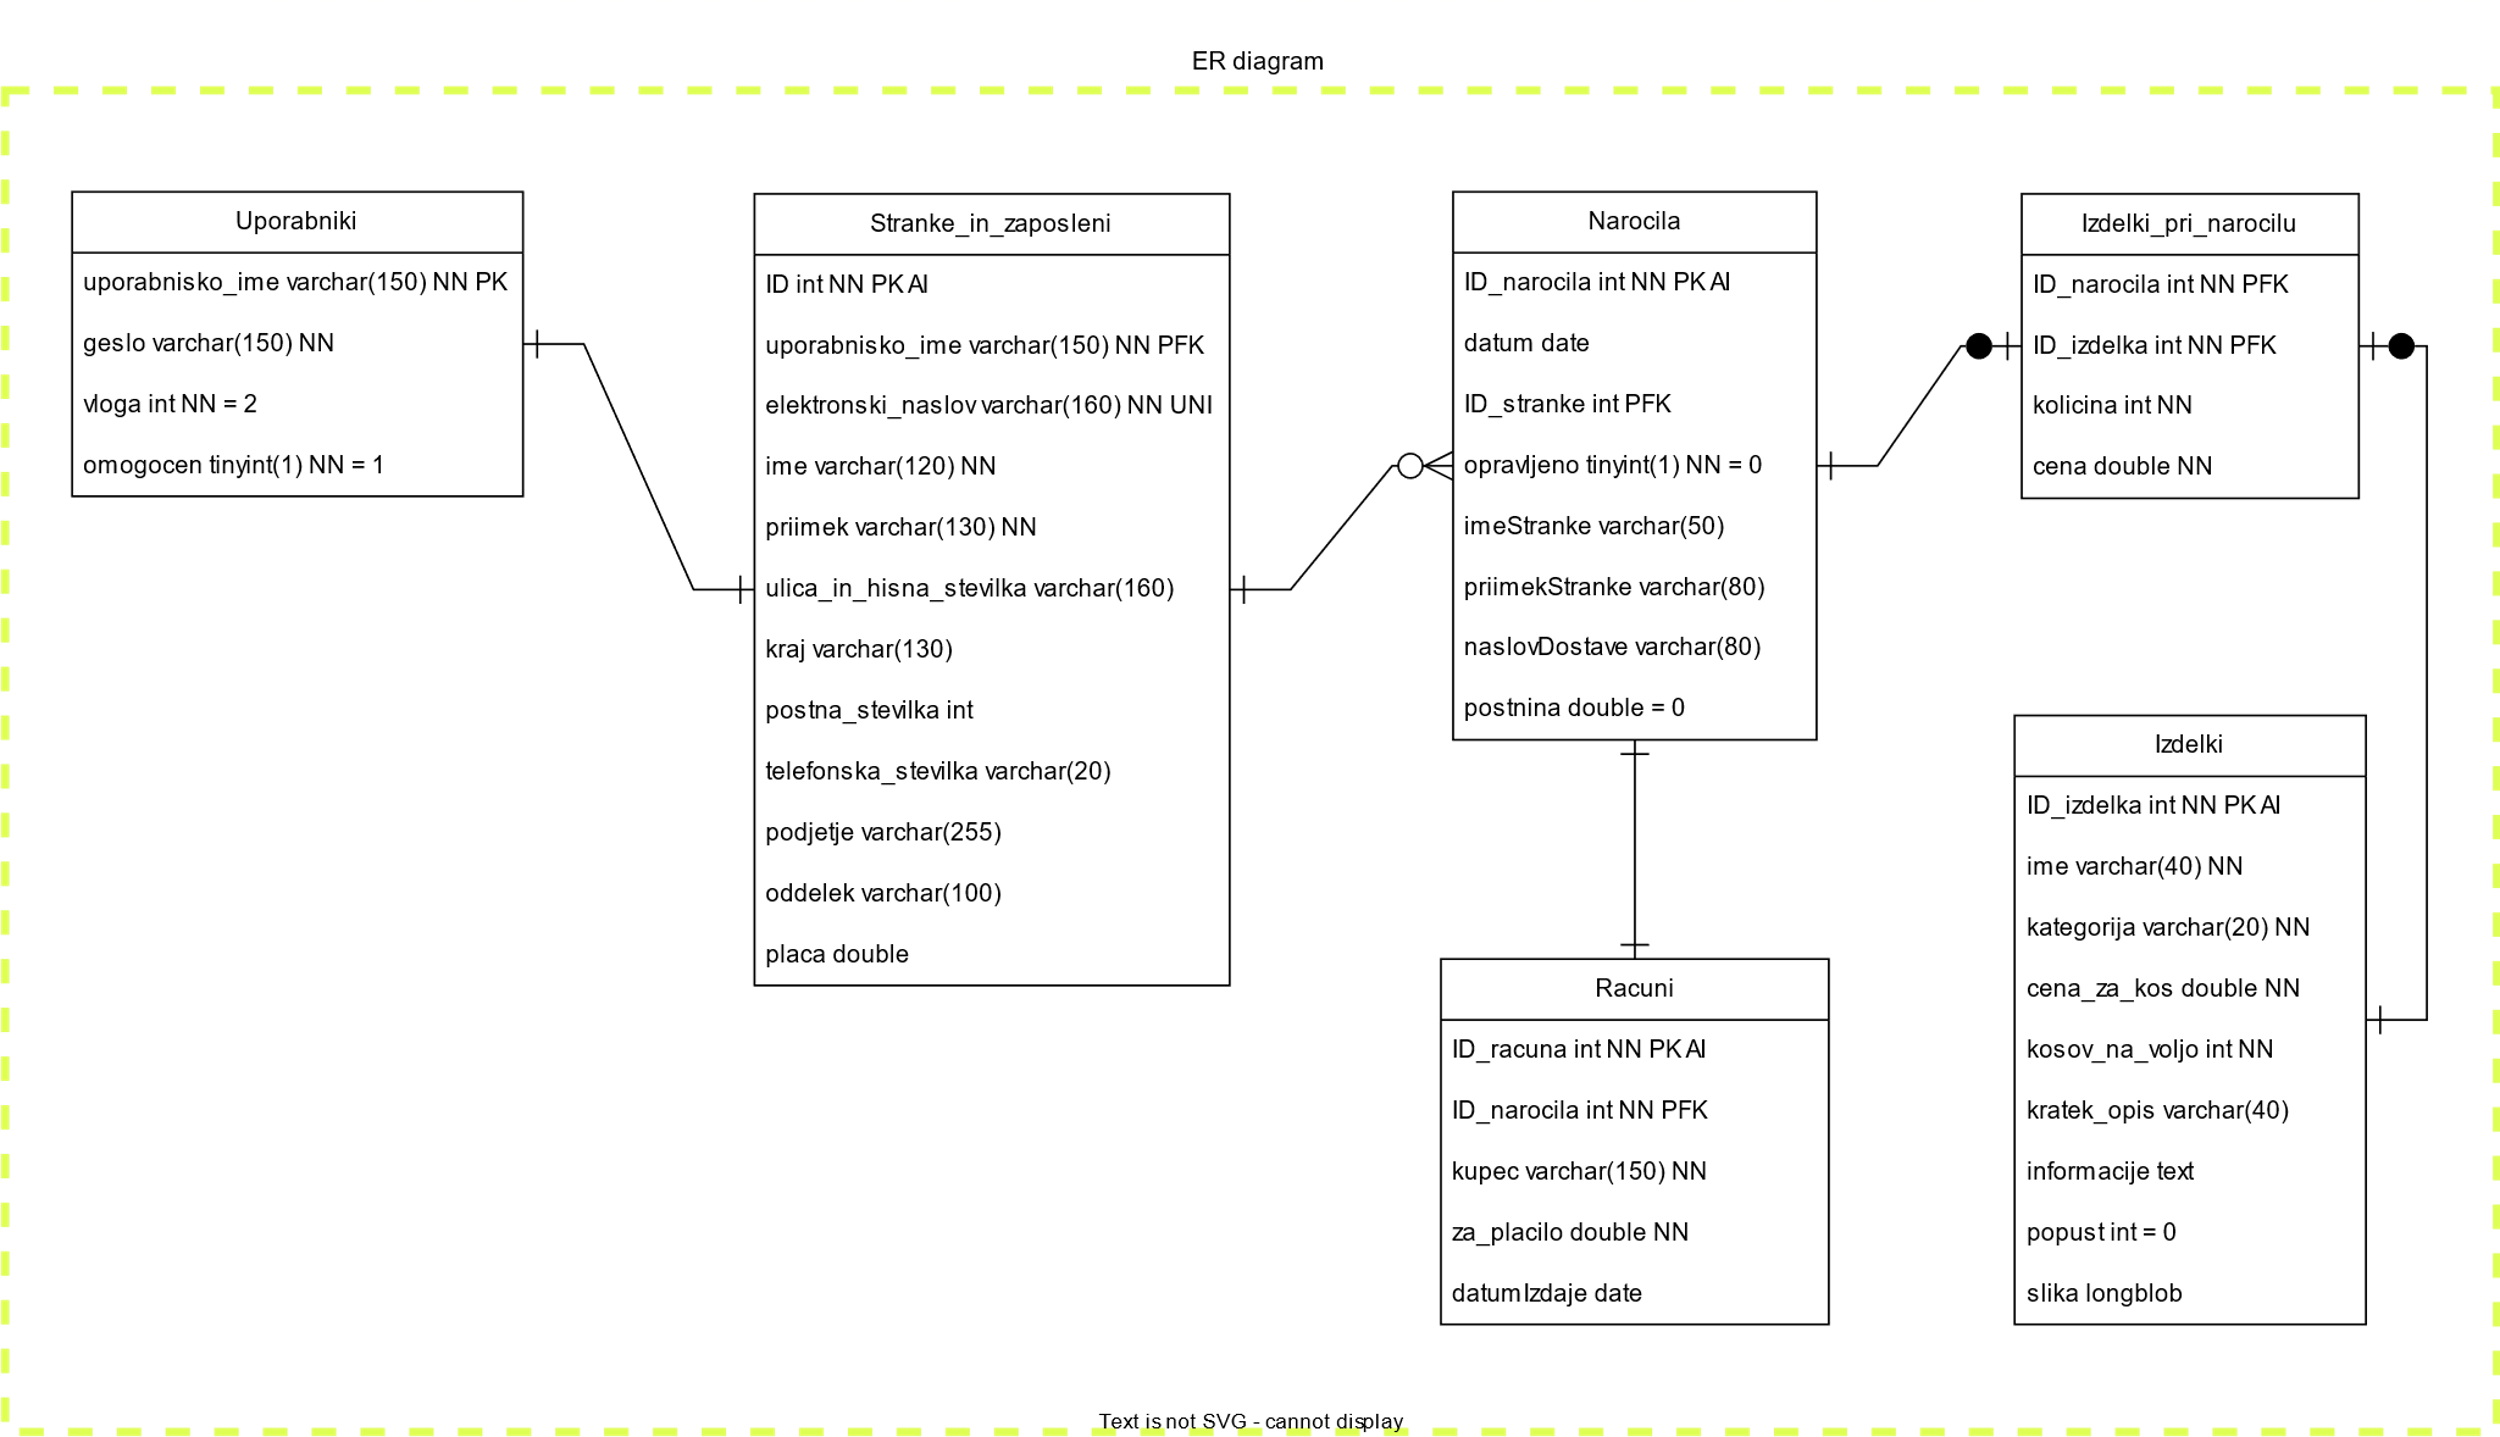 ER diagram
Uporabniki
uporabnisko_ime varchar(150) NN PK
geslo varchar(150) NN
vloga int NN = 2
omogocen tinyint(1) NN = 1
Stranke_in_zaposleni
ID int NN PK AI
uporabnisko_ime varchar(150) NN PFK
elektronski_naslov varchar(160) NN UNI
ime varchar(120) NN
priimek varchar(130) NN
ulica_in_hisna_stevilka varchar(160)
kraj varchar(130)
postna_stevilka int
telefonska_stevilka varchar(20)
podjetje varchar(255)
oddelek varchar(100)
placa double
Narocila
ID_narocila int NN PK AI
datum date
ID_stranke int PFK
opravljeno tinyint(1) NN = 0
imeStranke varchar(50)
priimekStranke varchar(80)
naslovDostave varchar(80)
postnina double = 0
Izdelki_pri_narocilu
ID_narocila int NN PFK
ID_izdelka int NN PFK
kolicina int NN
cena double NN
Racuni
ID_racuna int NN PK AI
ID_narocila int NN PFK
kupec varchar(150) NN
za_placilo double NN
datumIzdaje date
Izdelki
ID_izdelka int NN PK AI
ime varchar(40) NN
kategorija varchar(20) NN
cena_za_kos double NN
kosov_na_voljo int NN
kratek_opis varchar(40)
informacije text
popust int = 0
slika longblob
Text is not SVG - cannot display